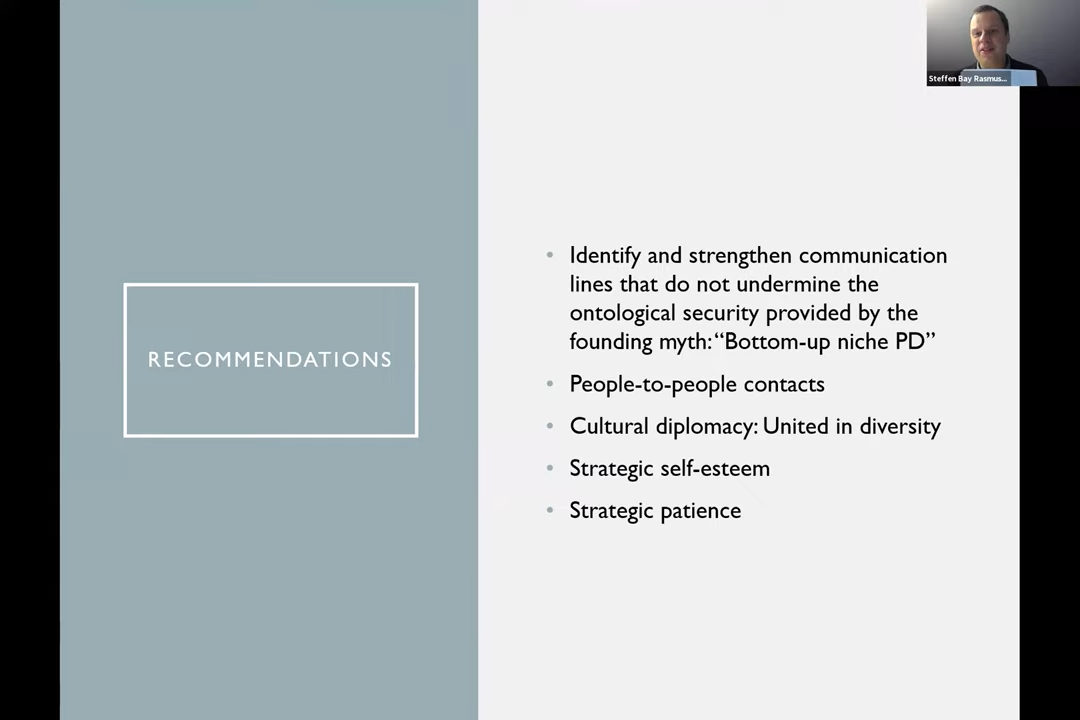 Steffen Bay Rasmus...
RECOMMENDATIONS
• Identify and strengthen communication
lines that do not undermine the
ontological security provided by the
founding myth: “Bottom-up niche PD”
• People-to-people contacts
• Cultural diplomacy: United in diversity
• Strategic self-esteem
• Strategic patience